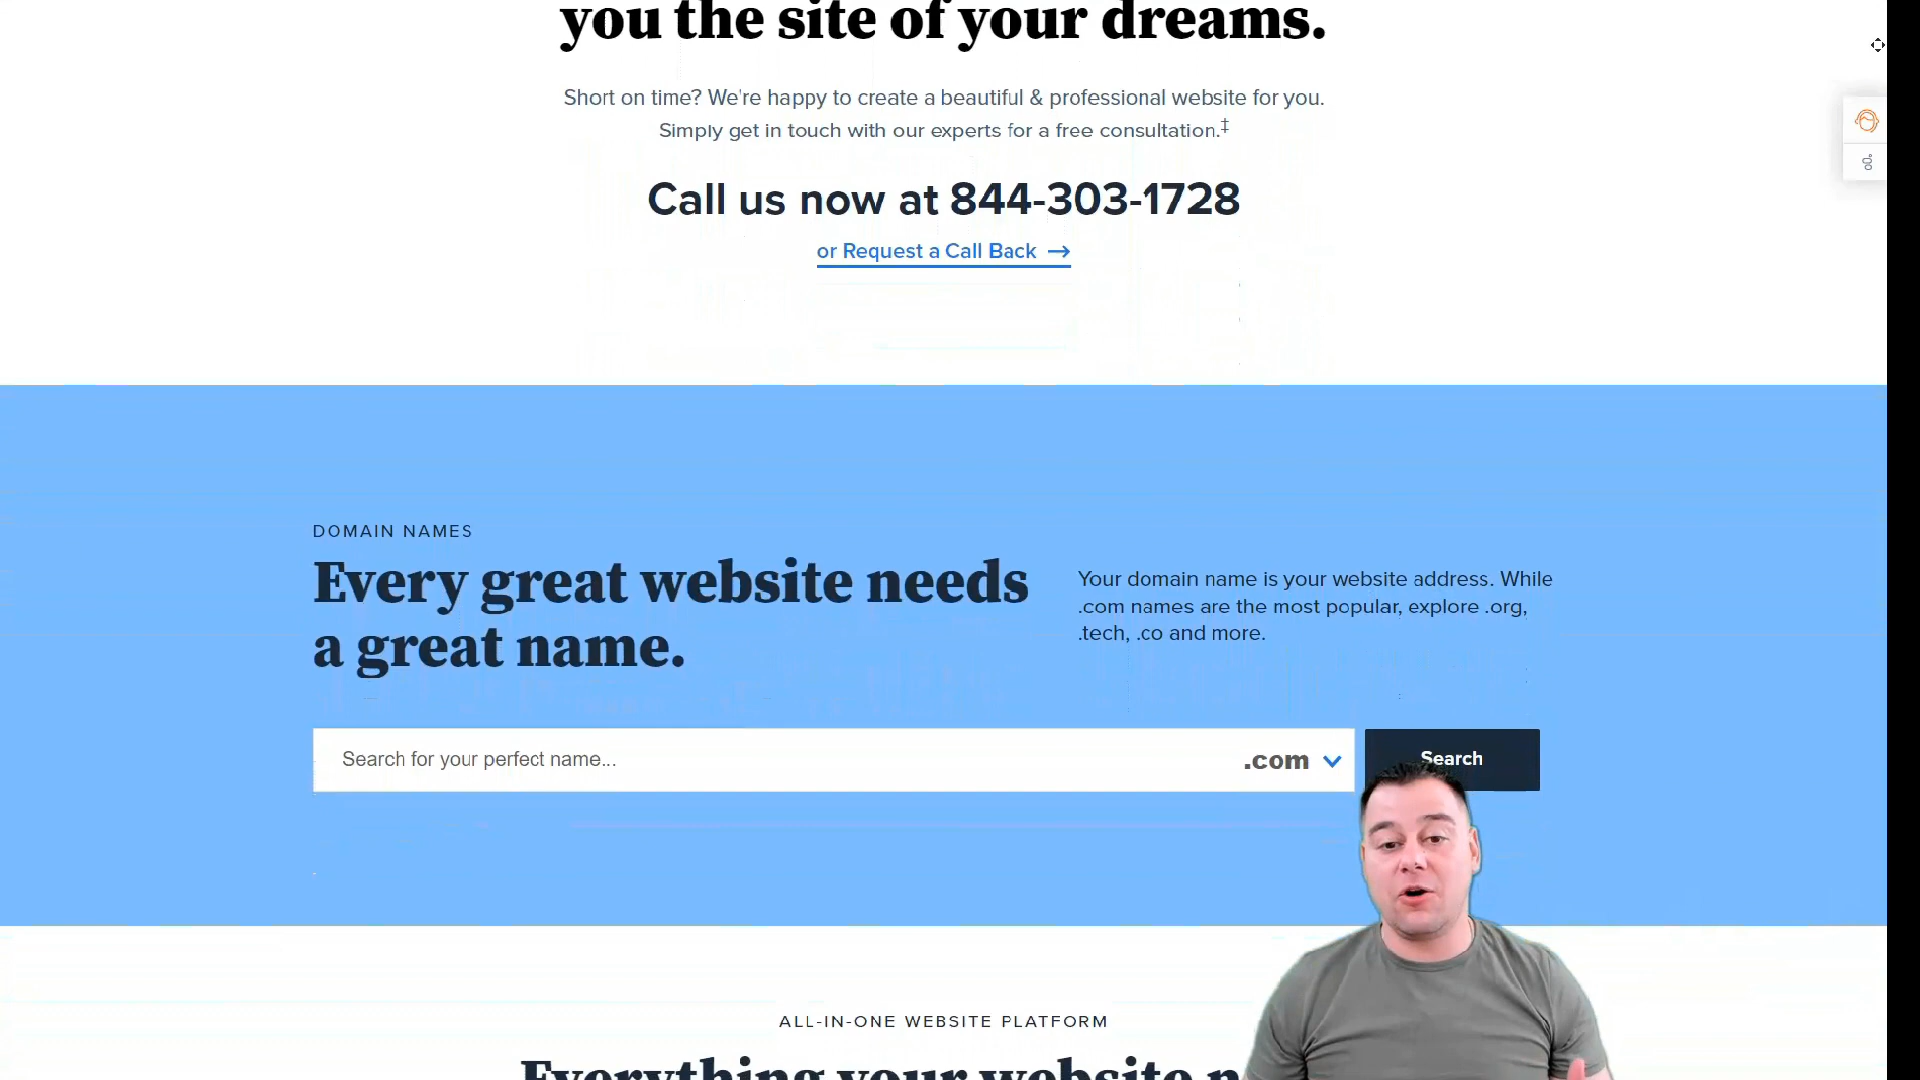 you the site of your dreams.
Short on time? We're happy to create a beautiful & professional website for you.
Simply get in touch with our experts for a free consultation.‡
Call us now at 844-303-1728
or Request a Call Back →
DOMAIN NAMES
Every great website needs
a great name.
Your domain name is your website address. While
.com names are the most popular, explore .org,
.tech, .co and more.
Search for your perfect name...
.com
Search
ALL-IN-ONE WEBSITE PLATFORM
Everything your website